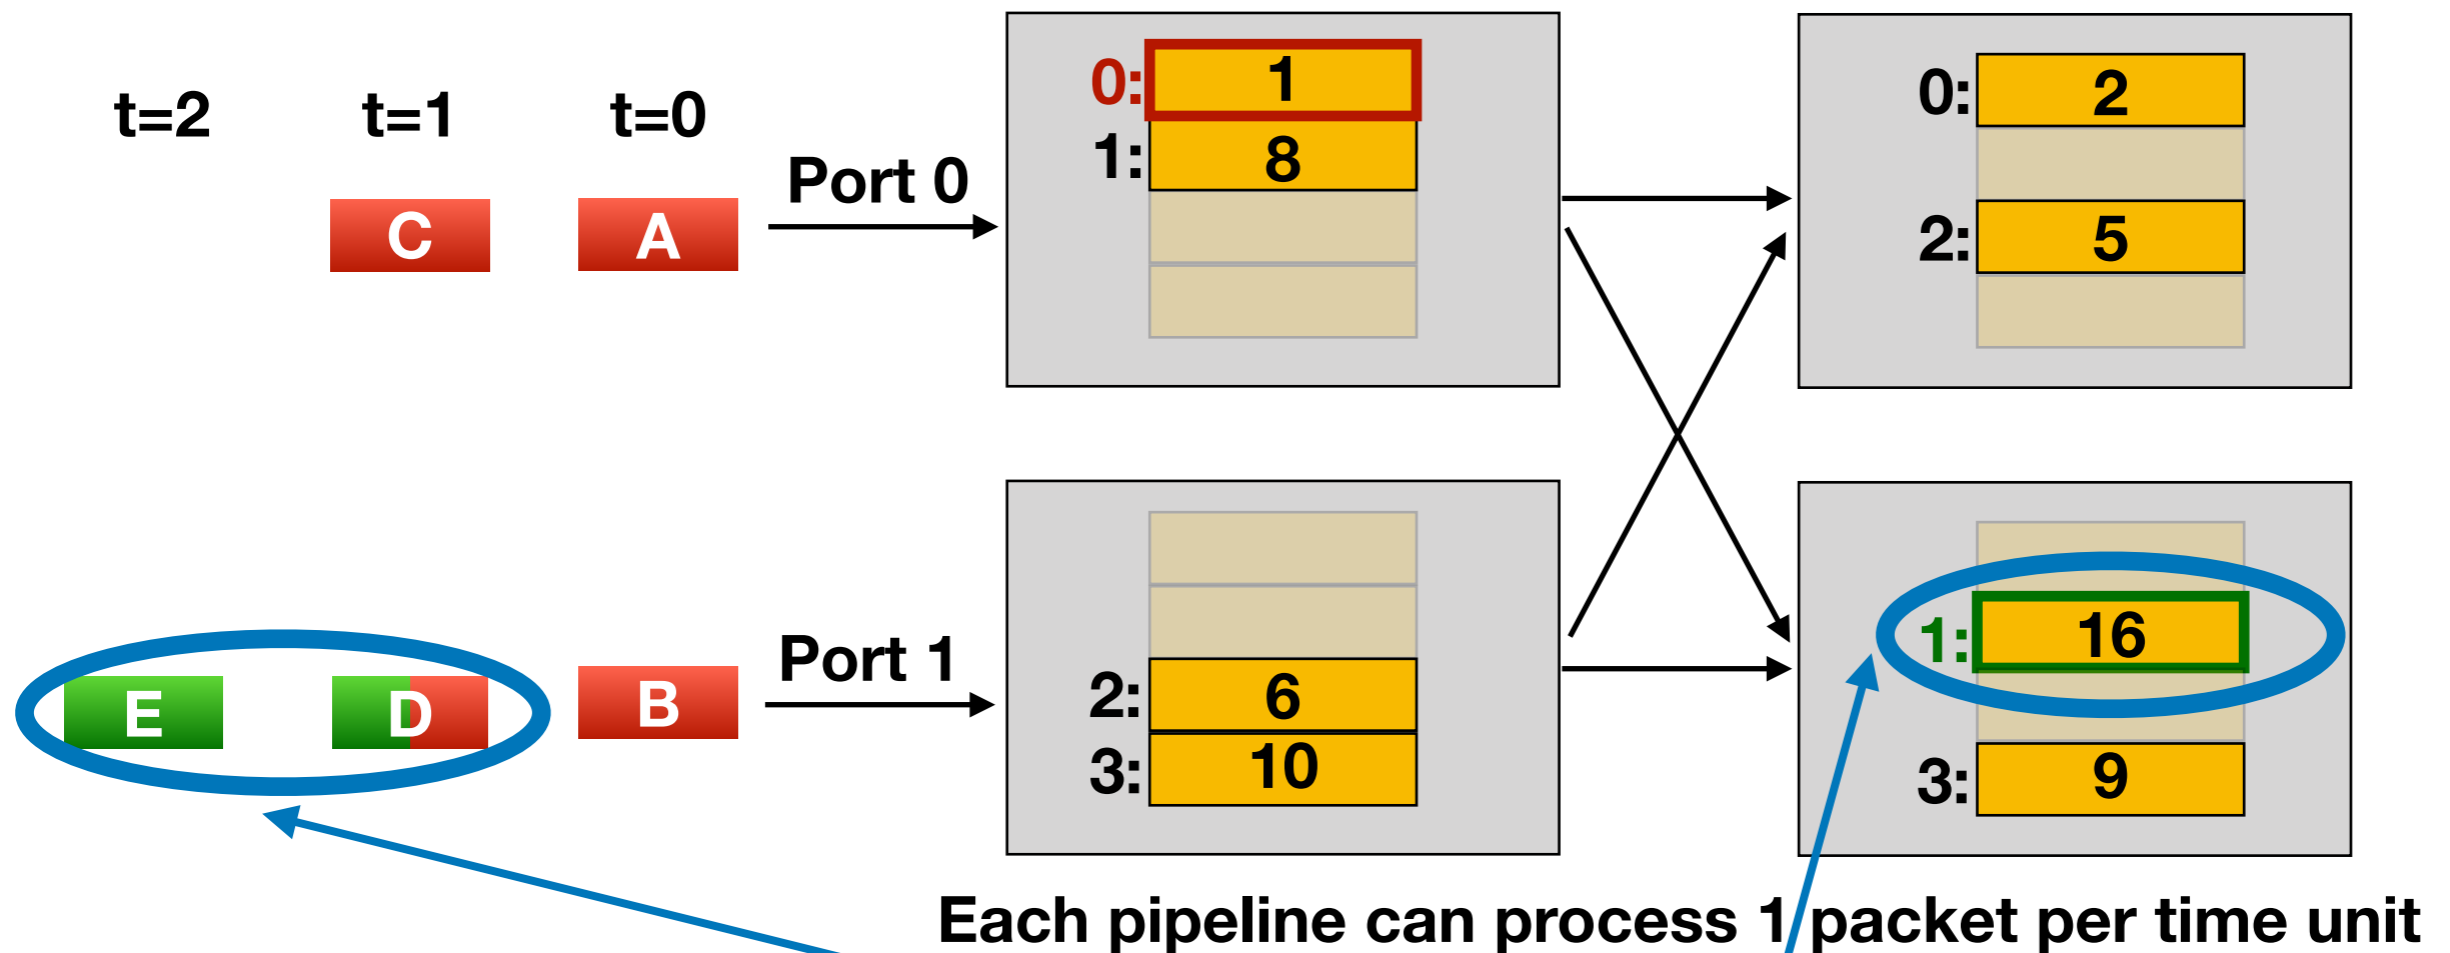 t=2 t=1 t=0
C A
Port 0
0: 1
1: 8
0: 2
2: 5
E D B
Port 1
2: 6
3: 10
1: 16
3: 9
Each pipeline can process 1 packet per time unit